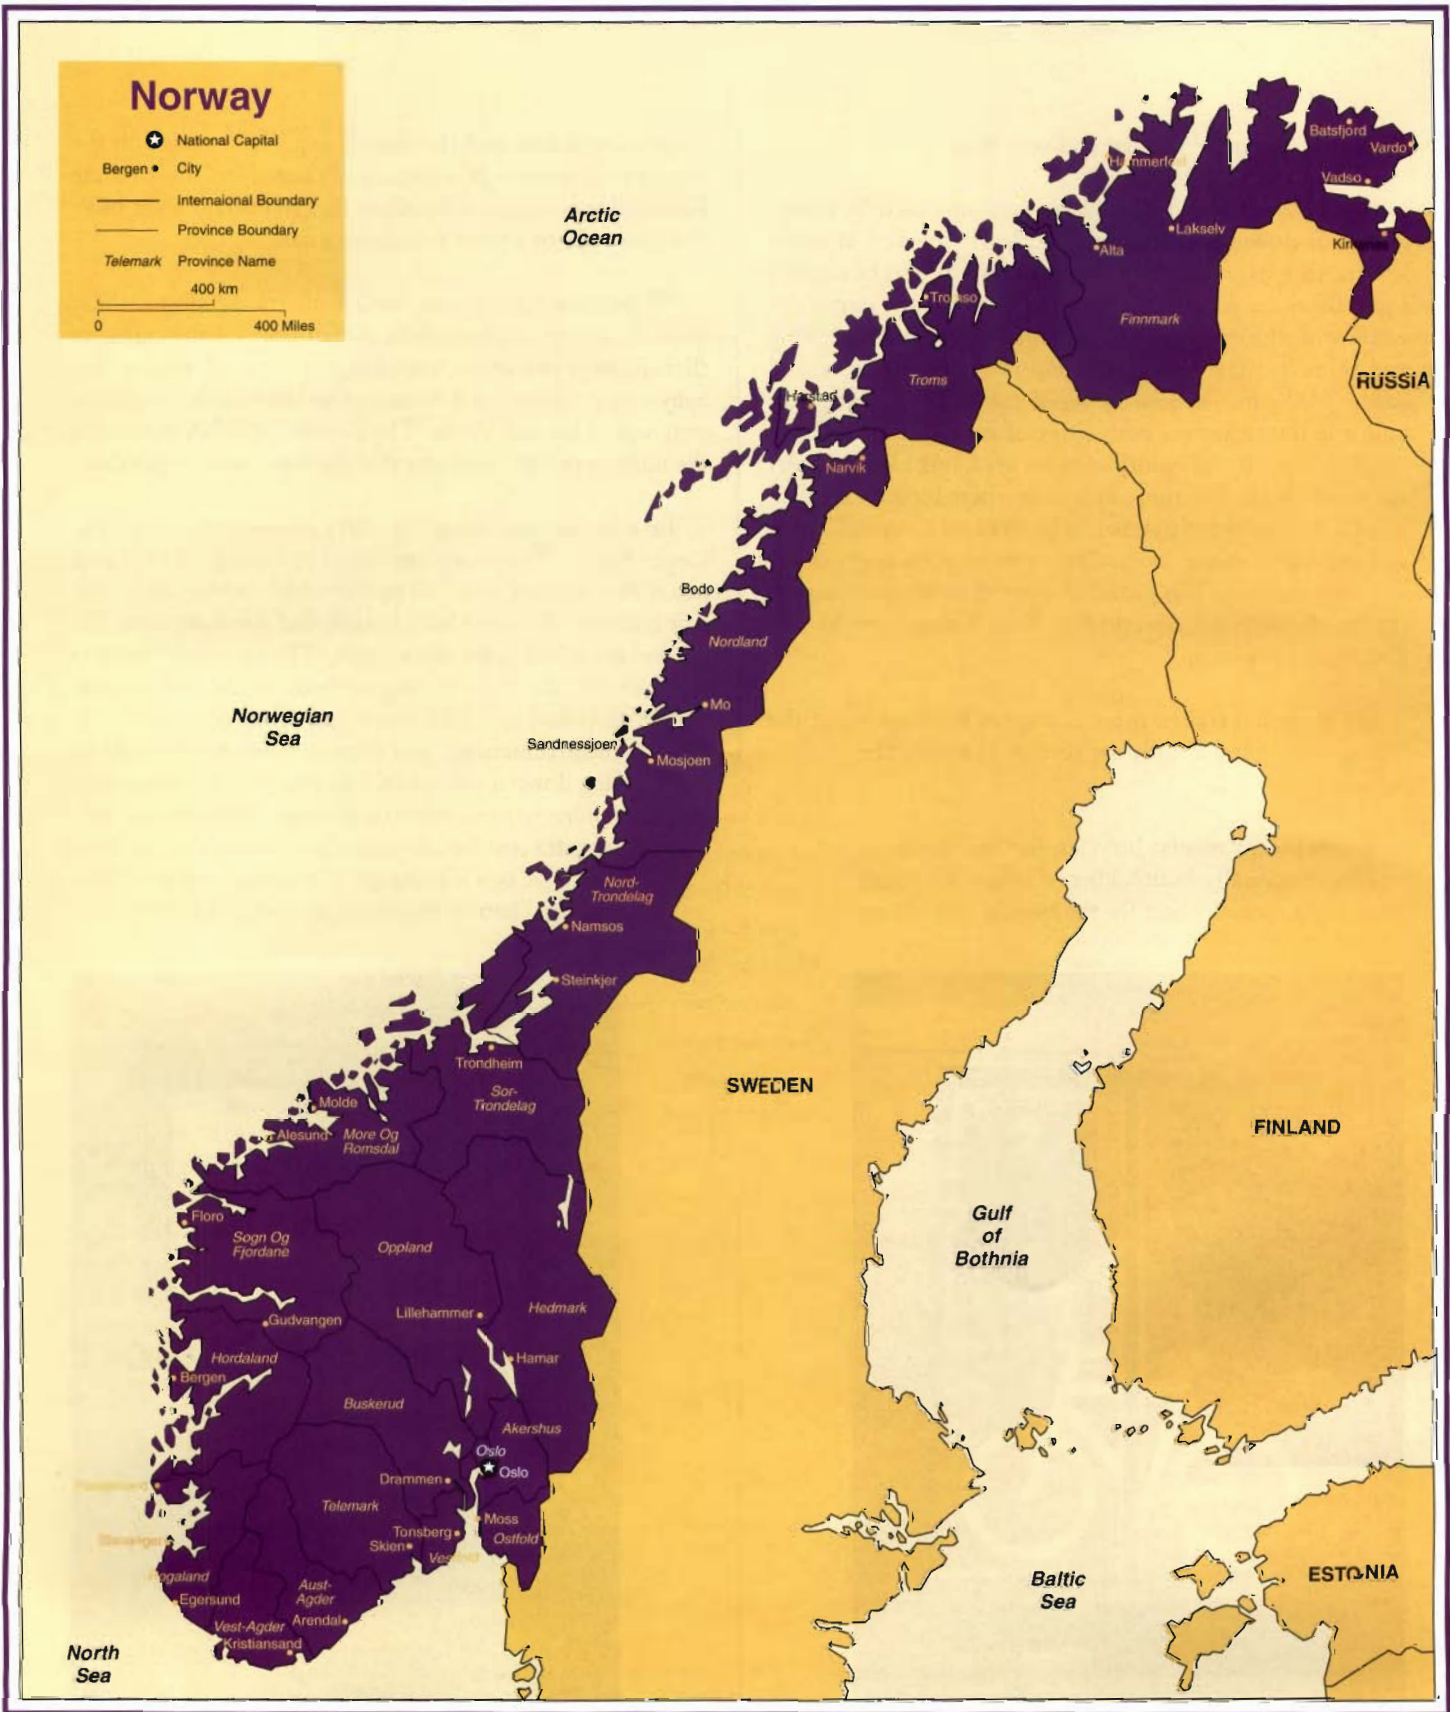 Norway
National Capital
Bergen
City
Internaional Boundary
Province Boundary
Telemark
Province Name
400 km
0
400 Miles
Arctic
Ocean
Batsfjord
Vardo
Hammerfest
Vadso
Lakselv
Kirkenes
Alta
Tromso
Finnmark
RUSSIA
Troms
Harstad
Narvik
Bodo
Nordland
Mo
Norwegian
Sea
Sandnessjoen
Mosjoen
Nord-
Trondelag
Namsos
Steinkjer
Trondheim
SWEDEN
Sor-
Trondelag
Molde
Alesund
More Og
Romsdal
FINLAND
Floro
Sogn Og
Fjordane
Oppland
Gulf
of
Bothnia
Hedmark
Lillehammer
Gudvangen
Hordaland
Hamar
Bergen
Buskerud
Akershus
Oslo
Oslo
Drammen
Telemark
Moss
Tonsberg
Ostfold
Skien
Vestfold
Stavanger
Rogaland
Aust-
Agder
Egersund
Arendal
Vest-Agder
Kristiansand
Baltic
Sea
ESTONIA
North
Sea